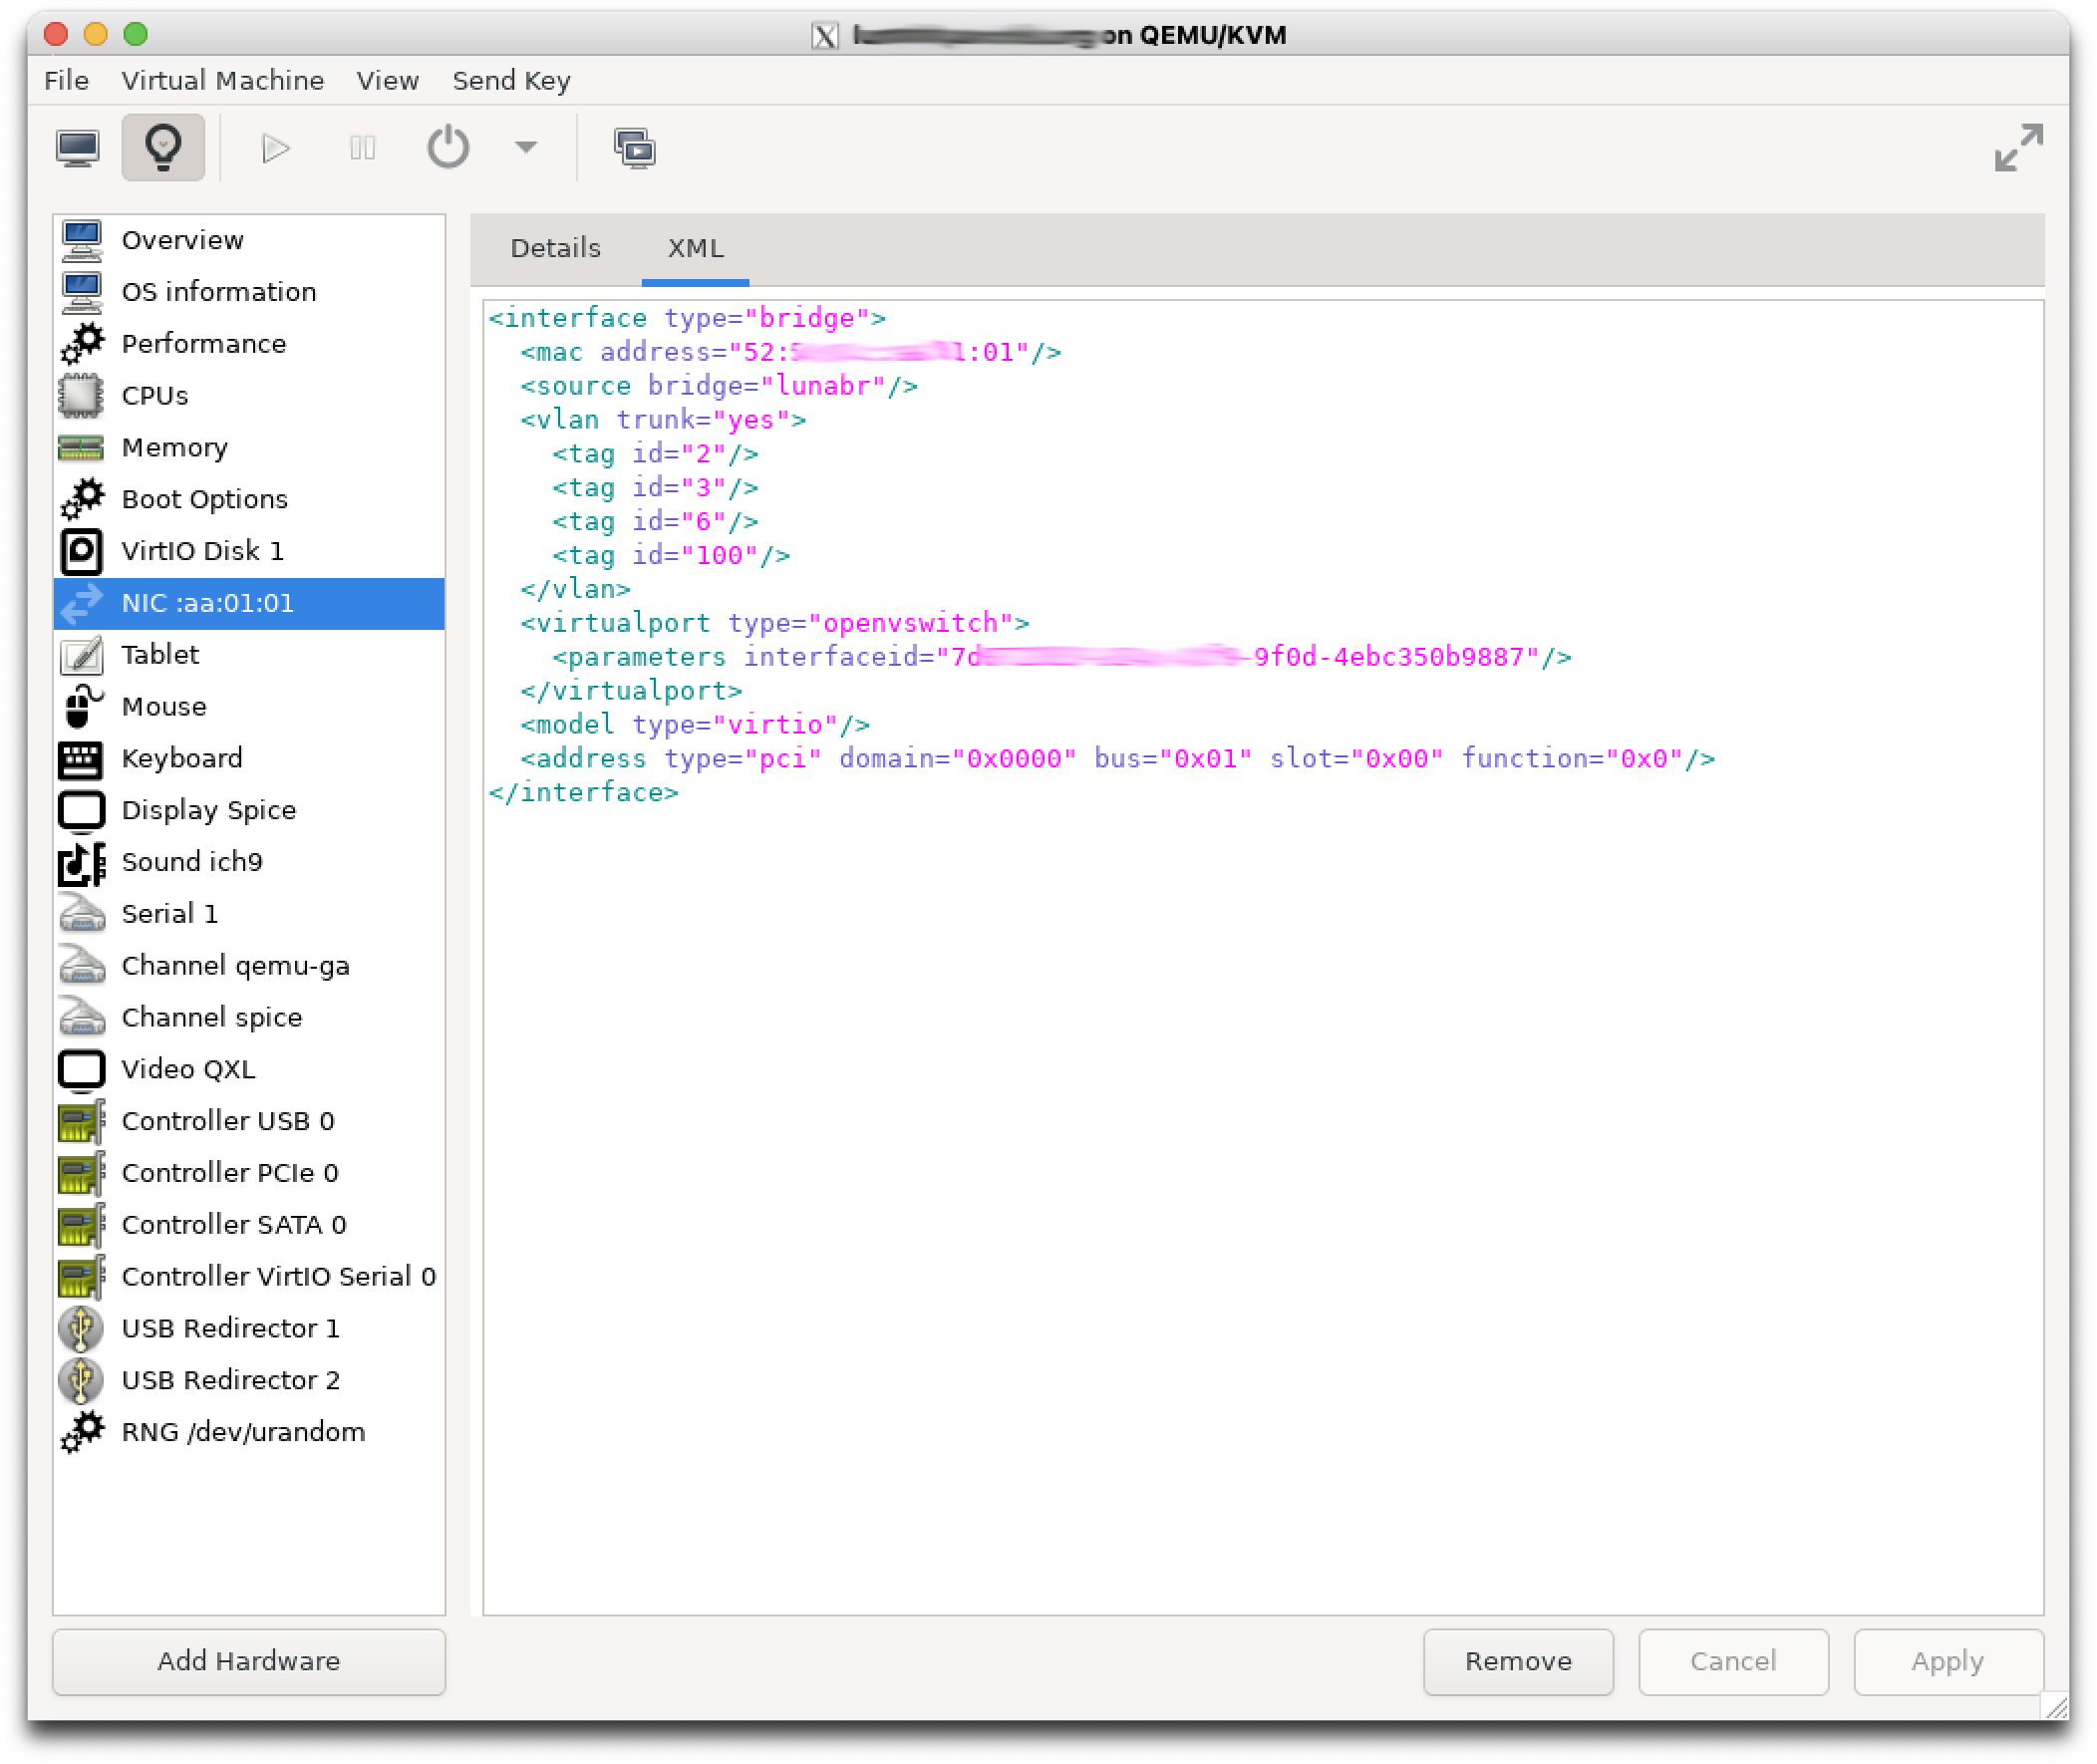 on QEMU/KVM
File Virtual Machine View Send Key
Overview
OS information
Performance
CPUs
Memory
Boot Options
VirtIO Disk 1
NIC :aa:01:01
Tablet
Mouse
Keyboard
Display Spice
Sound ich9
Serial 1
Channel qemu-ga
Channel spice
Video QXL
Controller USB 0
Controller PCIe 0
Controller SATA 0
Controller VirtIO Serial 0
USB Redirector 1
USB Redirector 2
RNG /dev/urandom
Add Hardware
Details XML
<interface type="bridge">
<mac address="52: :01"/>
<source bridge="lunabr"/>
<vlan trunk="yes">
<tag id="2"/>
<tag id="3"/>
<tag id="6"/>
<tag id="100"/>
</vlan>
<virtualport type="openvswitch">
<parameters interfaceid="7d -9f0d-4ebc350b9887"/>
</virtualport>
<model type="virtio"/>
<address type="pci" domain="0x0000" bus="0x01" slot="0x00" function="0x0"/>
</interface>
Remove Cancel Apply